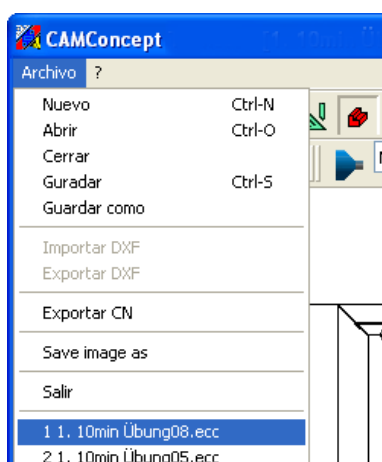 CAMConcept
Archivo ?
Nuevo Ctrl-N
Abrir Ctrl-O
Cerrar
Guradar Ctrl-S
Guardar como
Importar DXF
Exportar DXF
Exportar CN
Save image as
Salir
1 1. 10min Übung08.ecc
2 1. 10min Übung05.ecc